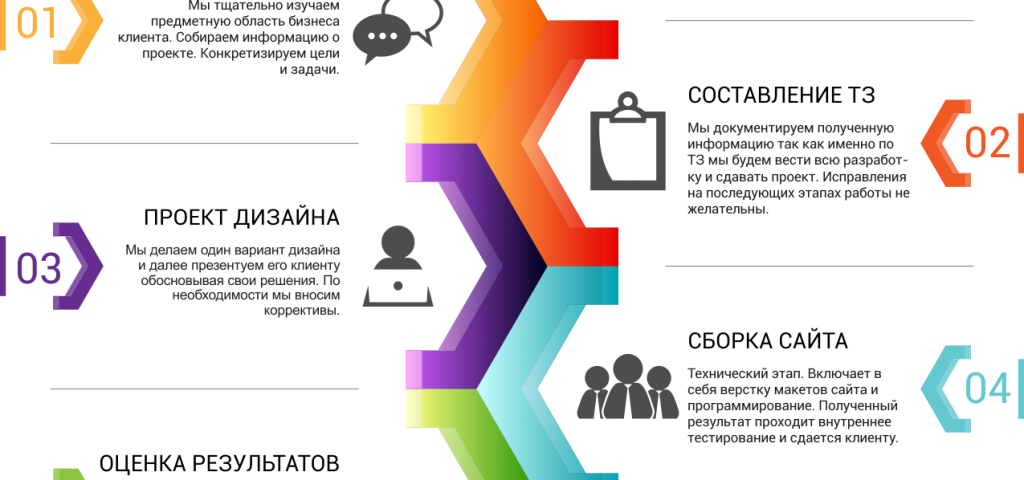 01
Мы тщательно изучаем
предметную область бизнеса
клиента. Собираем информацию о
проекте. Конкретизируем цели
и задачи.
СОСТАВЛЕНИЕ ТЗ
Мы документируем полученную
информацию так как именно по
ТЗ мы будем вести всю разработ-
ку и сдавать проект. Исправления
на последующих этапах работы не
желательны.
02
ПРОЕКТ ДИЗАЙНА
03
Мы делаем один вариант дизайна
и далее презентуем его клиенту
обосновывая свои решения. По
необходимости мы вносим
коррективы.
СБОРКА САЙТА
Технический этап. Включает в
себя верстку макетов сайта и
программирование. Полученный
результат проходит внутреннее
тестирование и сдается клиенту.
04
ОЦЕНКА РЕЗУЛЬТАТОВ